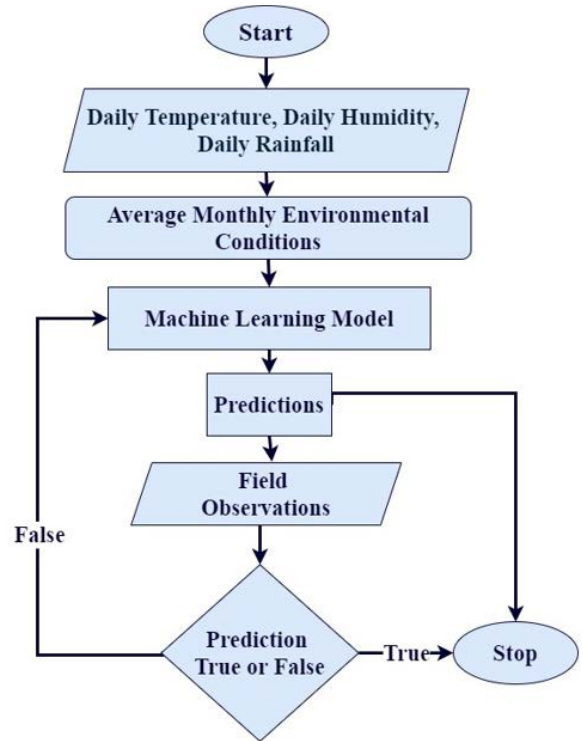 Start
Daily Temperature, Daily Humidity,
Daily Rainfall
Average Monthly Environmental
Conditions
Machine Learning Model
Predictions
Field
Observations
False
Prediction
True or False
True
Stop